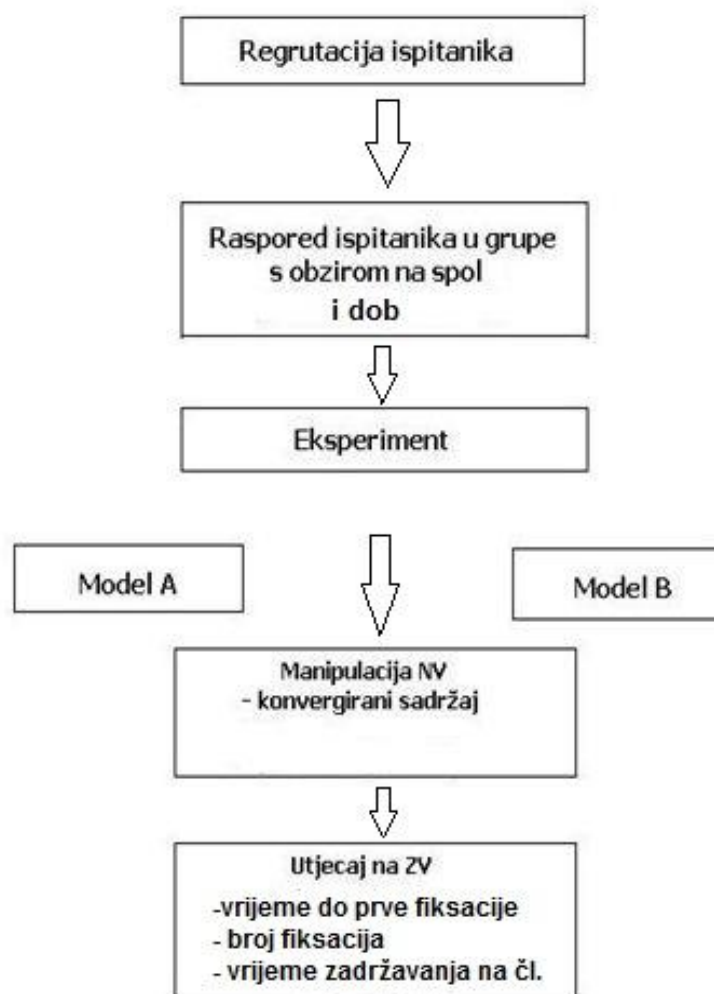 Regrutacija ispitanika
Raspored ispitanika u grupe
s obzirom na spol
i dob
Eksperiment
Model A
Model B
Manipulacija NV
- konvergirani sadržaj
Utjecaj na ZV
-vrijeme do prve fiksacije
- broj fiksacija
- vrijeme zadržavanja na čl.